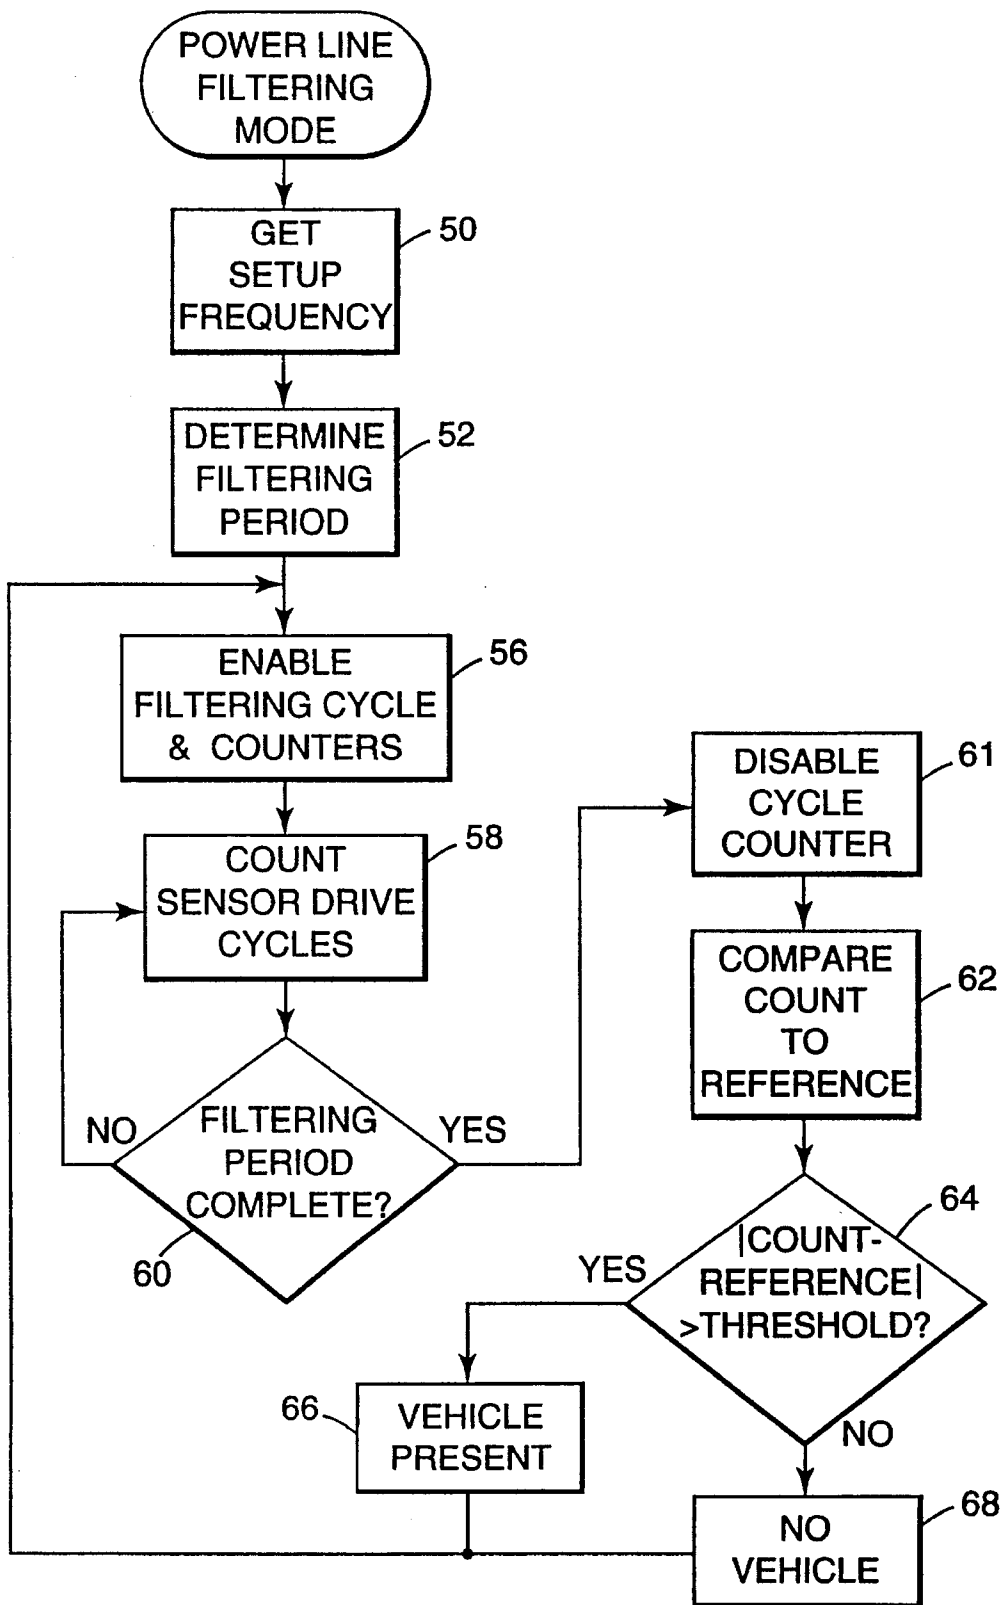 POWER LINE
FILTERING
MODE
GET
SETUP
FREQUENCY
50
DETERMINE
FILTERING
PERIOD
52
ENABLE
FILTERING CYCLE
& COUNTERS
56
COUNT
SENSOR DRIVE
CYCLES
58
FILTERING
PERIOD
COMPLETE?
NO
YES
60
DISABLE
CYCLE
COUNTER
61
COMPARE
COUNT
TO
REFERENCE
62
|COUNT-
REFERENCE|
>THRESHOLD?
64
YES
NO
VEHICLE
PRESENT
66
NO
VEHICLE
68